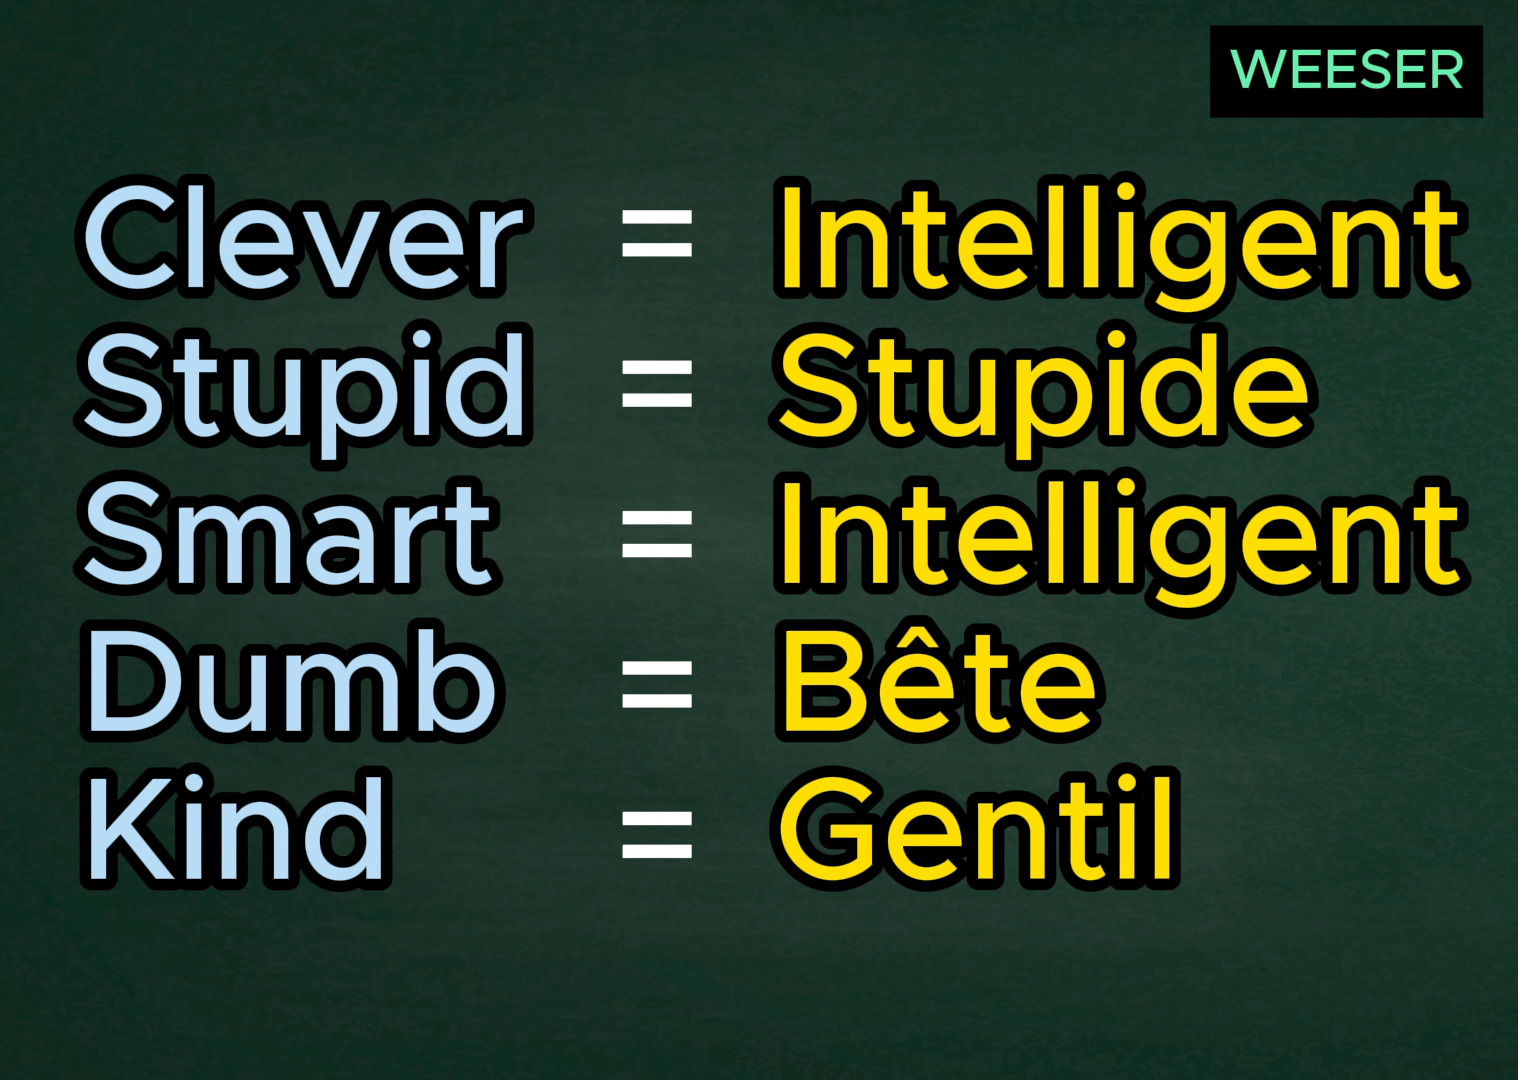 WEESER
Clever = Intelligent
Stupid = Stupide
Smart = Intelligent
Dumb = Bête
Kind = Gentil